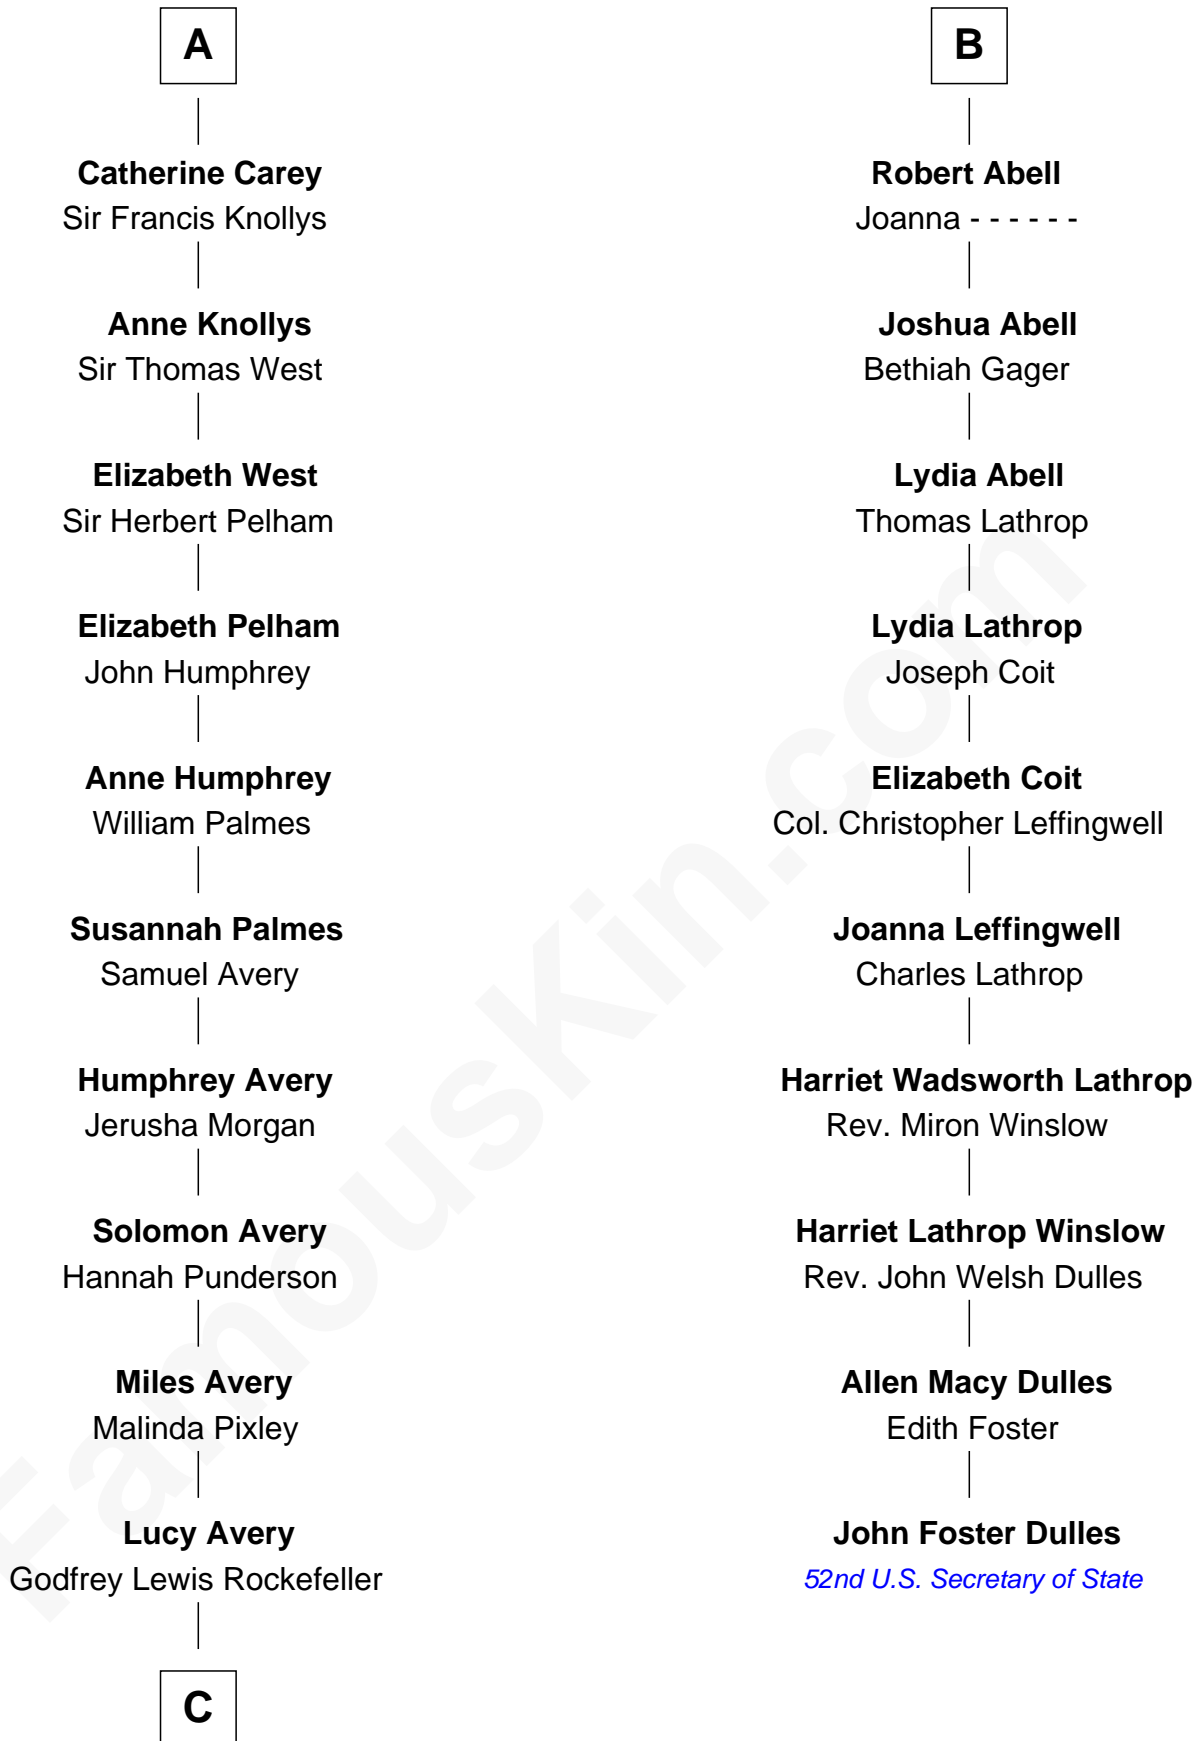 A
Catherine Carey
Sir Francis Knollys
Anne Knollys
Sir Thomas West
Elizabeth West
Sir Herbert Pelham
Elizabeth Pelham
John Humphrey
Anne Humphrey
William Palmes
Susannah Palmes
Samuel Avery
Humphrey Avery
Jerusha Morgan
Solomon Avery
Hannah Punderson
Miles Avery
Malinda Pixley
Lucy Avery
Godfrey Lewis Rockefeller
C
B
Robert Abell
Joanna - - - - - -
Joshua Abell
Bethiah Gager
Lydia Abell
Thomas Lathrop
Lydia Lathrop
Joseph Coit
Elizabeth Coit
Col. Christopher Leffingwell
Joanna Leffingwell
Charles Lathrop
Harriet Wadsworth Lathrop
Rev. Miron Winslow
Harriet Lathrop Winslow
Rev. John Welsh Dulles
Allen Macy Dulles
Edith Foster
John Foster Dulles
52nd U.S. Secretary of State
FamousKin.com